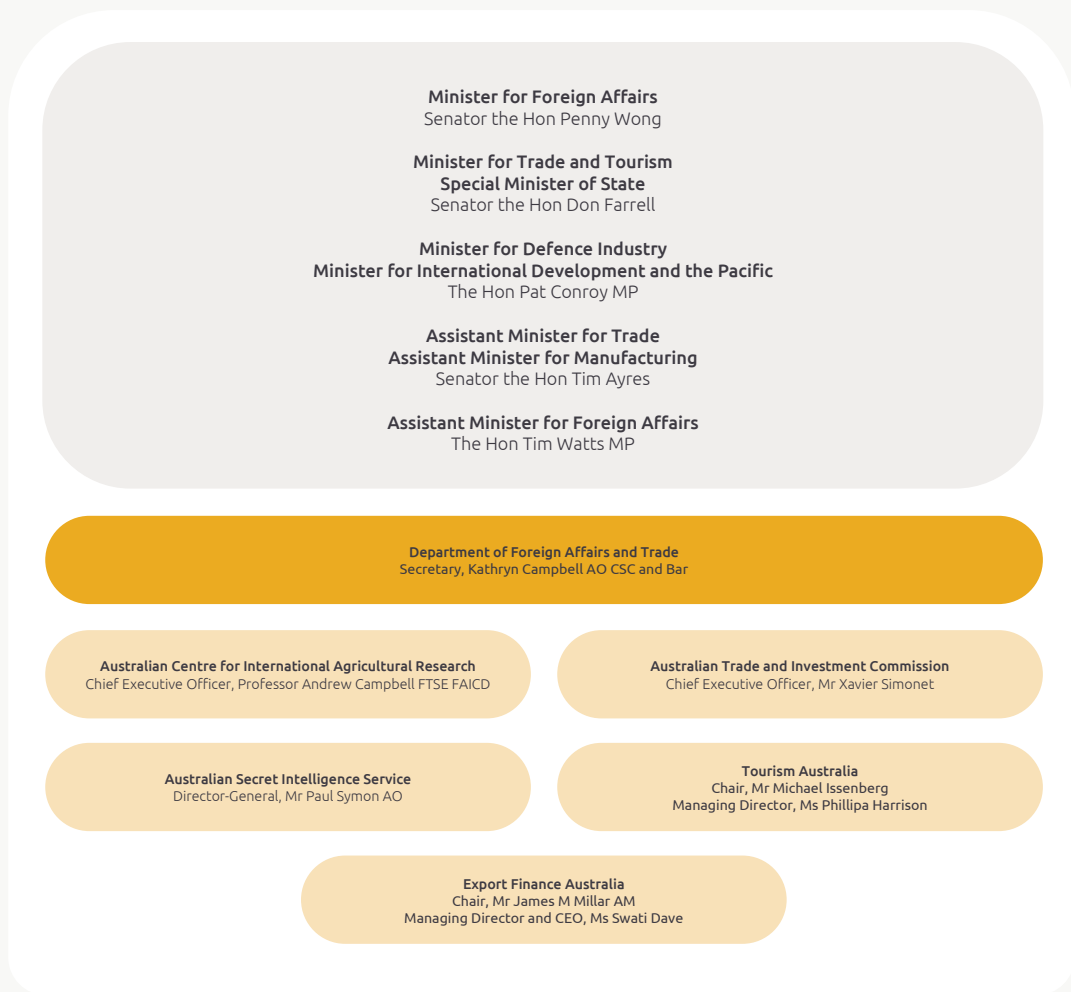 Minister for Foreign Affairs
Senator the Hon Penny Wong
Minister for Trade and Tourism
Special Minister of State
Senator the Hon Don Farrell
Minister for Defence Industry
Minister for International Development and the Pacific
The Hon Pat Conroy MP
Assistant Minister for Trade
Assistant Minister for Manufacturing
Senator the Hon Tim Ayres
Assistant Minister for Foreign Affairs
The Hon Tim Watts MP
Department of Foreign Affairs and Trade
Secretary, Kathryn Campbell AO CSC and Bar
Australian Centre for International Agricultural Research
Chief Executive Officer, Professor Andrew Campbell FTSE FAICD
Australian Trade and Investment Commission
Chief Executive Officer, Mr Xavier Simonet
Australian Secret Intelligence Service
Director-General, Mr Paul Symon AO
Tourism Australia
Chair, Mr Michael Issenberg
Managing Director, Ms Phillipa Harrison
Export Finance Australia
Chair, Mr James M Millar AM
Managing Director and CEO, Ms Swati Dave